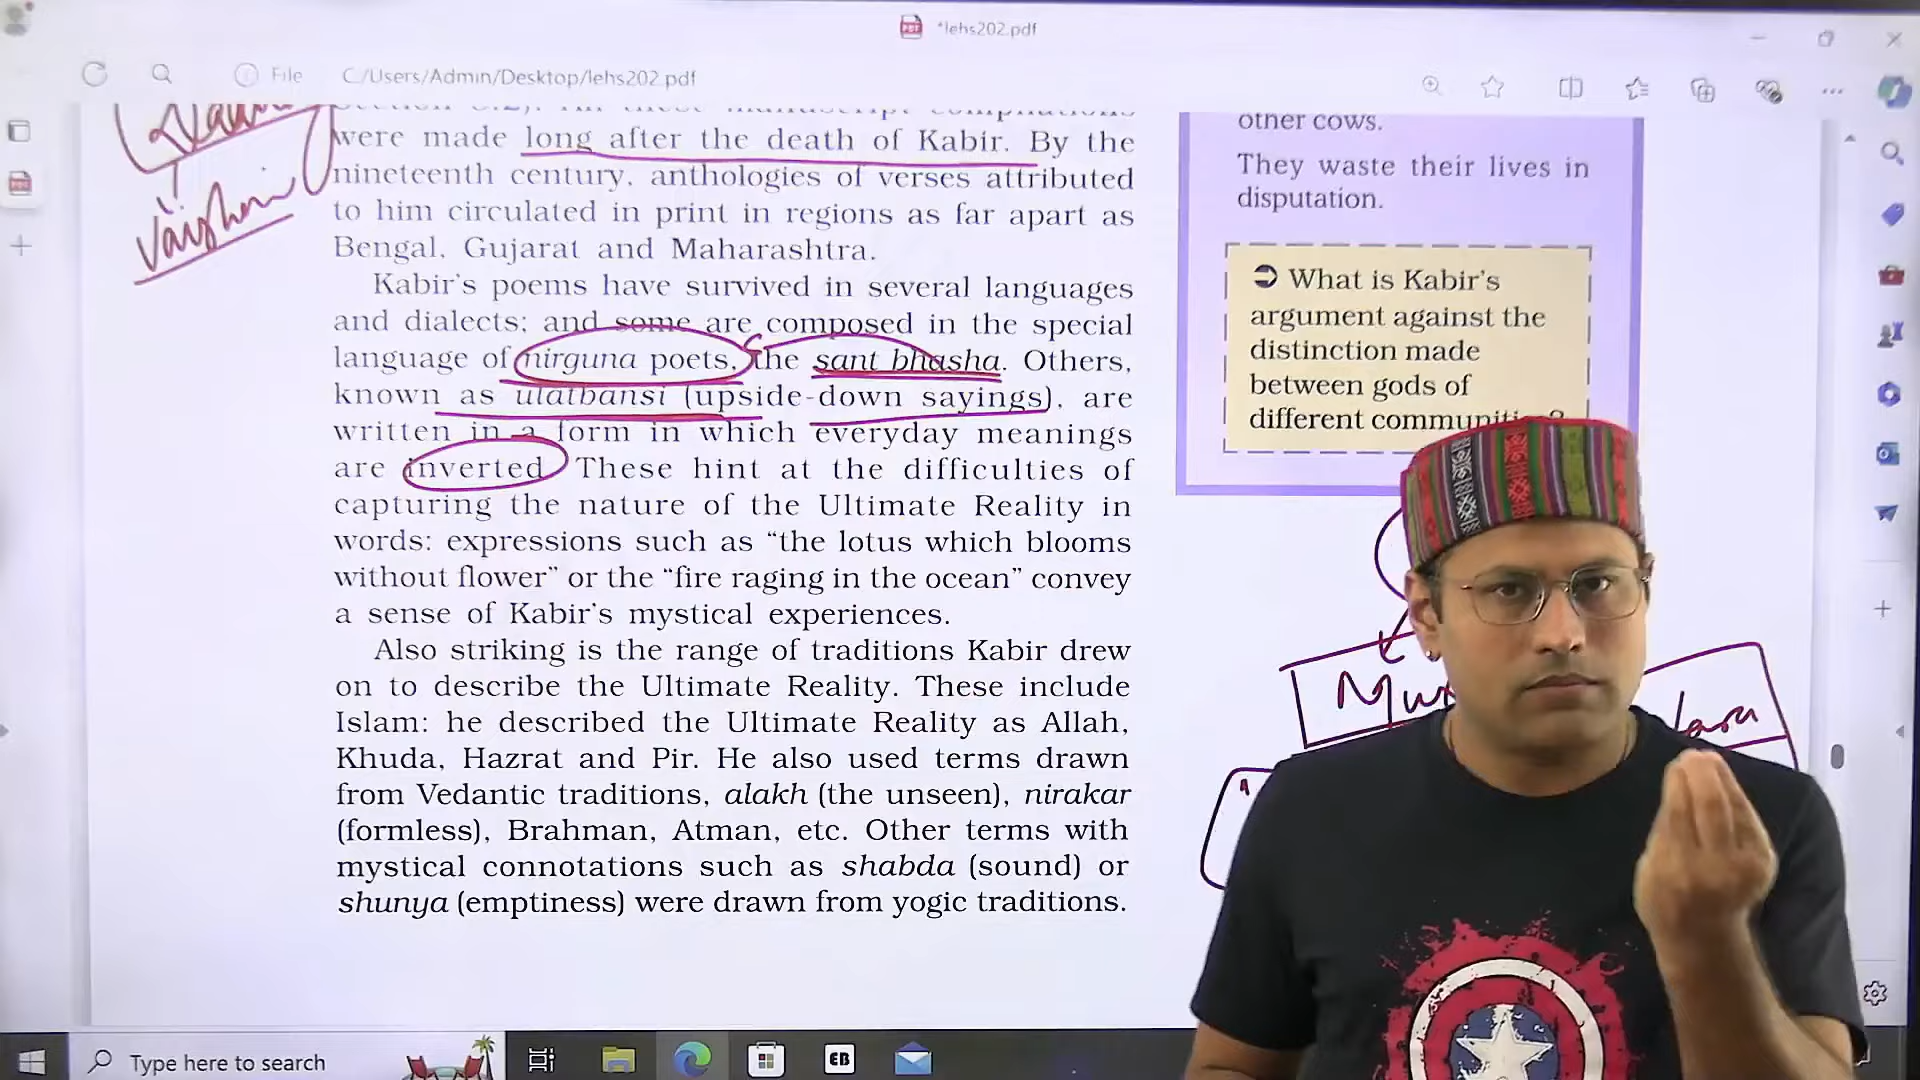 *lehs202.pdf
File C:/Users/Admin/Desktop/lehs202.pdf
were made long after the death of Kabir. By the
nineteenth century, anthologies of verses attributed
to him circulated in print in regions as far apart as
Bengal, Gujarat and Maharashtra.
Kabir's poems have survived in several languages
and dialects; and some are composed in the special
language of nirguna poets, the sant bhasha. Others,
known as ulatbansi (upside-down sayings), are
written in a form in which everyday meanings
are inverted. These hint at the difficulties of
capturing the nature of the Ultimate Reality in
words: expressions such as “the lotus which blooms
without flower” or the “fire raging in the ocean” convey
a sense of Kabir's mystical experiences.
Also striking is the range of traditions Kabir drew
on to describe the Ultimate Reality. These include
Islam: he described the Ultimate Reality as Allah,
Khuda, Hazrat and Pir. He also used terms drawn
from Vedantic traditions, alakh (the unseen), nirakar
(formless), Brahman, Atman, etc. Other terms with
mystical connotations such as shabda (sound) or
shunya (emptiness) were drawn from yogic traditions.
other cows.
They waste their lives in
disputation.
What is Kabir's
argument against the
distinction made
between gods of
different communities?
Type here to search
EB